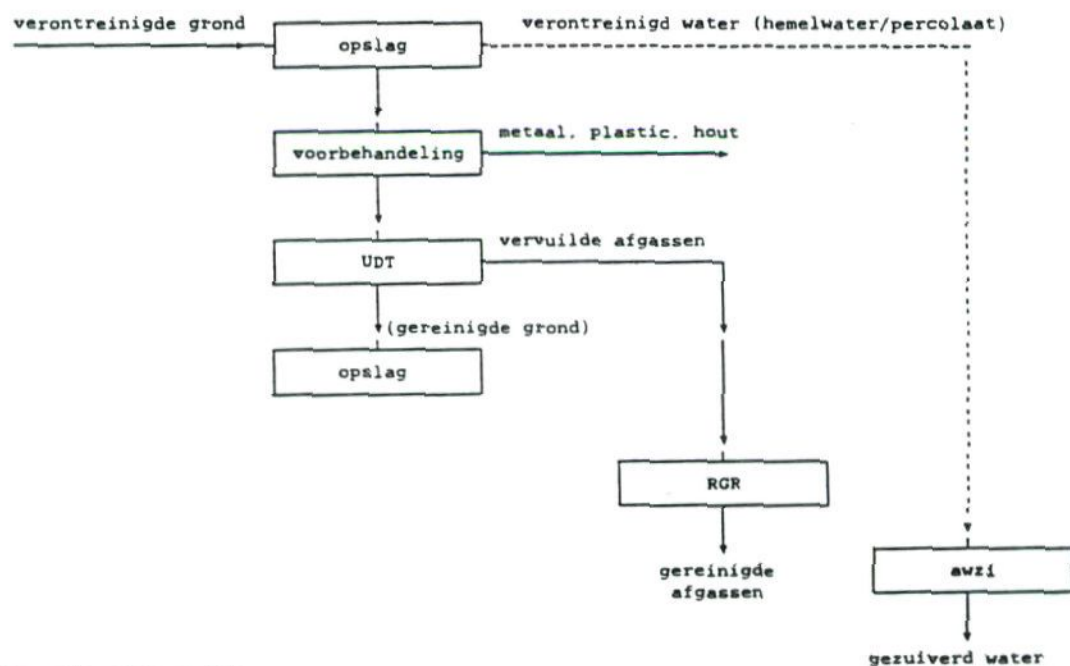 verontreinigde grond
verontreinigd water (hemelwater/percolaat)
opslag
metaal, plastic, hout
voorbehandeling
vervuilde afgassen
UDT
(gereinigde grond)
opslag
RGR
gereinigde
afgassen
awzi
gezuiverd water